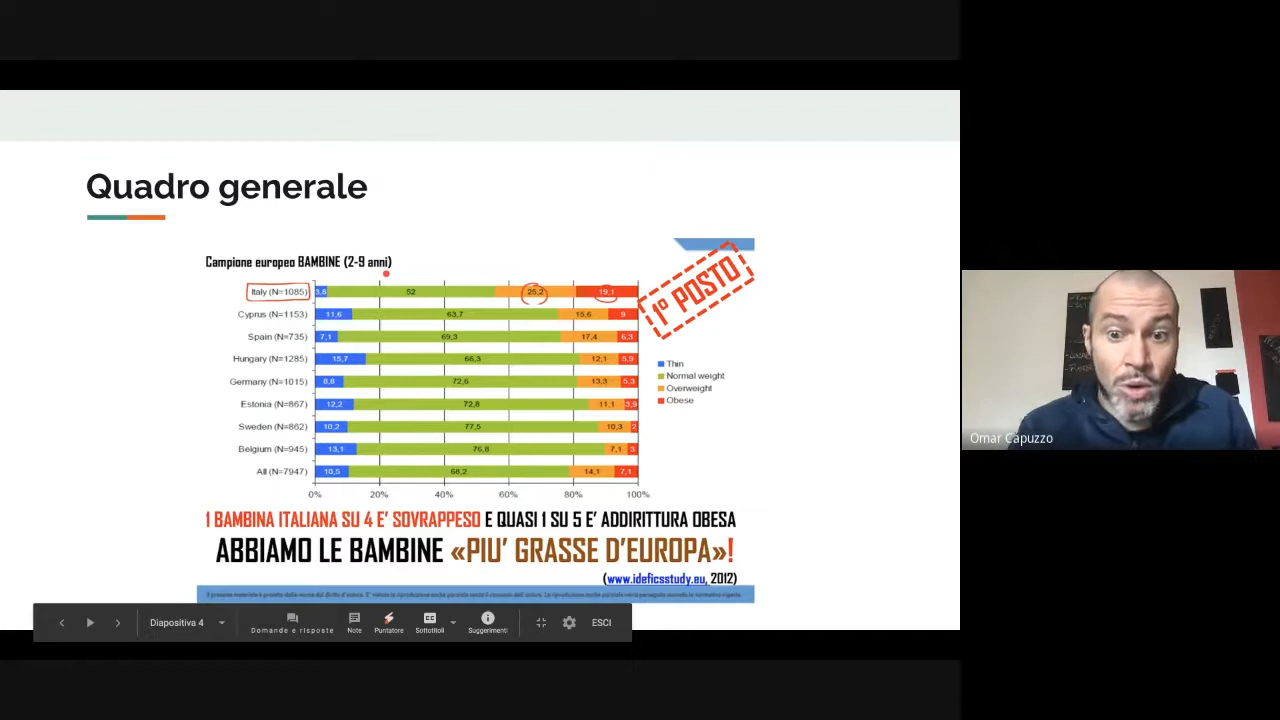 Quadro generale
Campione europeo BAMBINE (2-9 anni)
1° POSTO
Italy (N=1085) 3,8 52 25,2 19,1
Cyprus (N=1153) 11,6 63,7 15,6 9
Spain (N=735) 7,1 69,3 17,4 6,3
Hungary (N=1285) 15,7 66,3 12,1 5,9
Germany (N=1015) 8,8 72,6 13,3 5,3
Estonia (N=867) 12,2 72,8 11,1 3,9
Sweden (N=862) 10,2 77,5 10,3 2
Belgium (N=945) 13,1 76,8 7,1 3
All (N=7947) 10,5 68,2 14,1 7,1
0% 20% 40% 60% 80% 100%
Thin
Normal weight
Overweight
Obese
1 BAMBINA ITALIANA SU 4 E' SOVRAPPESO E QUASI 1 SU 5 E' ADDIRITTURA OBESA
ABBIAMO LE BAMBINE «PIU' GRASSE D'EUROPA»!
(www.ideficsstudy.eu, 2012)
Diapositiva 4
Domande e risposte
Note
Puntatore
Sottotitoli
Suggerimenti
ESCI
Omar Capuzzo